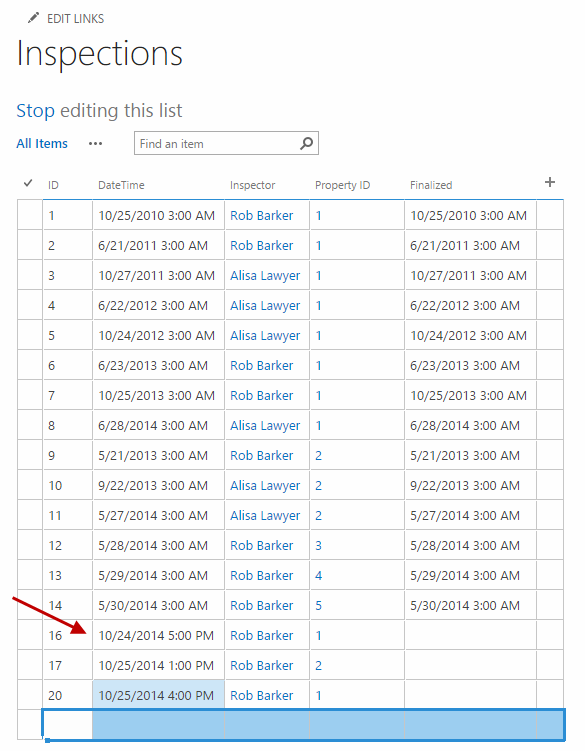 EDIT LINKS
Inspections
Stop editing this list
All Items ••• Find an item
ID DateTime Inspector Property ID Finalized +
1 10/25/2010 3:00 AM Rob Barker 1 10/25/2010 3:00 AM
2 6/21/2011 3:00 AM Rob Barker 1 6/21/2011 3:00 AM
3 10/27/2011 3:00 AM Alisa Lawyer 1 10/27/2011 3:00 AM
4 6/22/2012 3:00 AM Alisa Lawyer 1 6/22/2012 3:00 AM
5 10/24/2012 3:00 AM Alisa Lawyer 1 10/24/2012 3:00 AM
6 6/23/2013 3:00 AM Rob Barker 1 6/23/2013 3:00 AM
7 10/25/2013 3:00 AM Rob Barker 1 10/25/2013 3:00 AM
8 6/28/2014 3:00 AM Alisa Lawyer 1 6/28/2014 3:00 AM
9 5/21/2013 3:00 AM Rob Barker 2 5/21/2013 3:00 AM
10 9/22/2013 3:00 AM Alisa Lawyer 2 9/22/2013 3:00 AM
11 5/27/2014 3:00 AM Alisa Lawyer 2 5/27/2014 3:00 AM
12 5/28/2014 3:00 AM Rob Barker 3 5/28/2014 3:00 AM
13 5/29/2014 3:00 AM Rob Barker 4 5/29/2014 3:00 AM
14 5/30/2014 3:00 AM Rob Barker 5 5/30/2014 3:00 AM
16 10/24/2014 5:00 PM Rob Barker 1
17 10/25/2014 1:00 PM Rob Barker 2
20 10/25/2014 4:00 PM Rob Barker 1